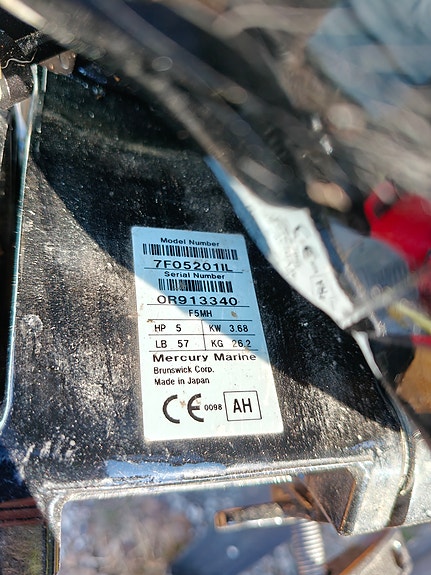 Model Number
7F05201IL
Serial Number
0R913340
F5MH
HP 5 KW 3.68
LB 57 KG 26.2
Mercury Marine
Brunswick Corp.
Made in Japan
CE 0098 AH